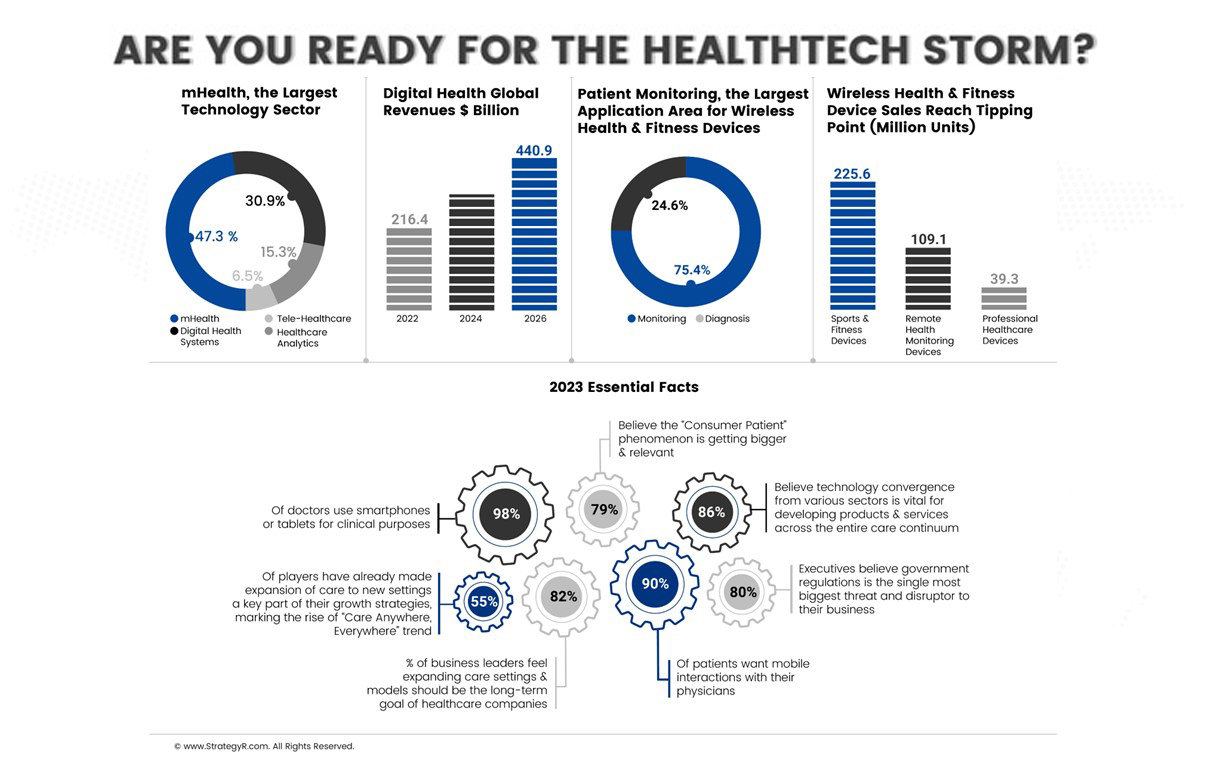 ARE YOU READY FOR THE HEALTHTECH STORM?
mHealth, the Largest
Technology Sector
30.9%
47.3 %
15.3%
6.5%
mHealth
Tele-Healthcare
Digital Health
Systems
Healthcare
Analytics
Digital Health Global
Revenues $ Billion
440.9
216.4
2022
2024
2026
Patient Monitoring, the Largest
Application Area for Wireless
Health & Fitness Devices
24.6%
75.4%
Monitoring
Diagnosis
Wireless Health & Fitness
Device Sales Reach Tipping
Point (Million Units)
225.6
109.1
39.3
Sports &
Fitness
Devices
Remote
Health
Monitoring
Devices
Professional
Healthcare
Devices
2023 Essential Facts
Believe the "Consumer Patient"
phenomenon is getting bigger
& relevant
Of doctors use smartphones
or tablets for clinical purposes
98%
79%
86%
Believe technology convergence
from various sectors is vital for
developing products & services
across the entire care continuum
Of players have already made
expansion of care to new settings
a key part of their growth strategies,
marking the rise of "Care Anywhere,
Everywhere" trend
55%
82%
90%
80%
Executives believe government
regulations is the single most
biggest threat and disruptor to
their business
% of business leaders feel
expanding care settings &
models should be the long-term
goal of healthcare companies
Of patients want mobile
interactions with their
physicians
© www.StrategyR.com. All Rights Reserved.